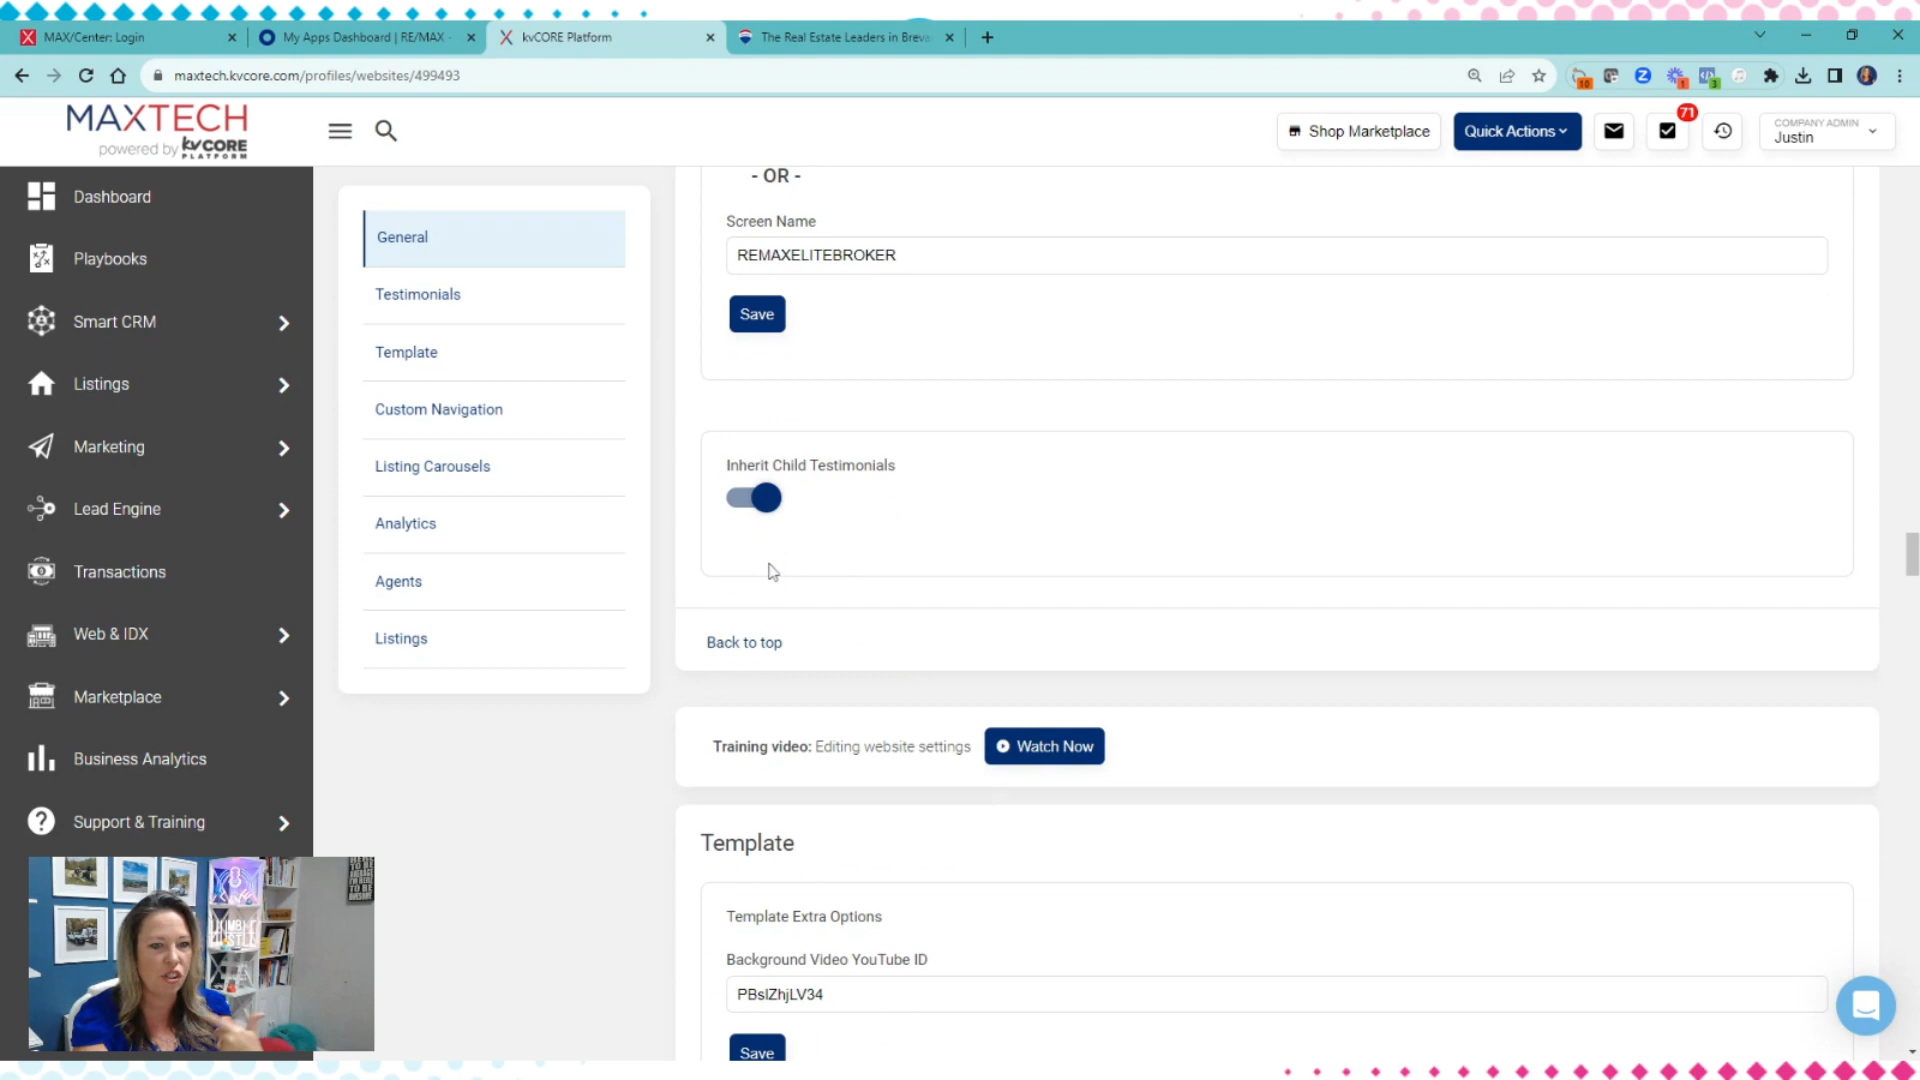 MAX/Center: Login
My Apps Dashboard | RE/MAX -
kvCORE Platform
The Real Estate Leaders in Breva
maxtech.kvcore.com/profiles/websites/499493
10
1
3
MAXTECH
powered by kvCORE
PLATFORM
Shop Marketplace
Quick Actions
71
COMPANY ADMIN
Justin
Dashboard
Playbooks
Smart CRM
Listings
Marketing
Lead Engine
Transactions
Web & IDX
Marketplace
Business Analytics
Support & Training
General
Testimonials
Template
Custom Navigation
Listing Carousels
Analytics
Agents
Listings
- OR -
Screen Name
REMAXELITEBROKER
Save
Inherit Child Testimonials
Back to top
Training video: Editing website settings
Watch Now
Template
Template Extra Options
Background Video YouTube ID
PBslZhjLV34
Save